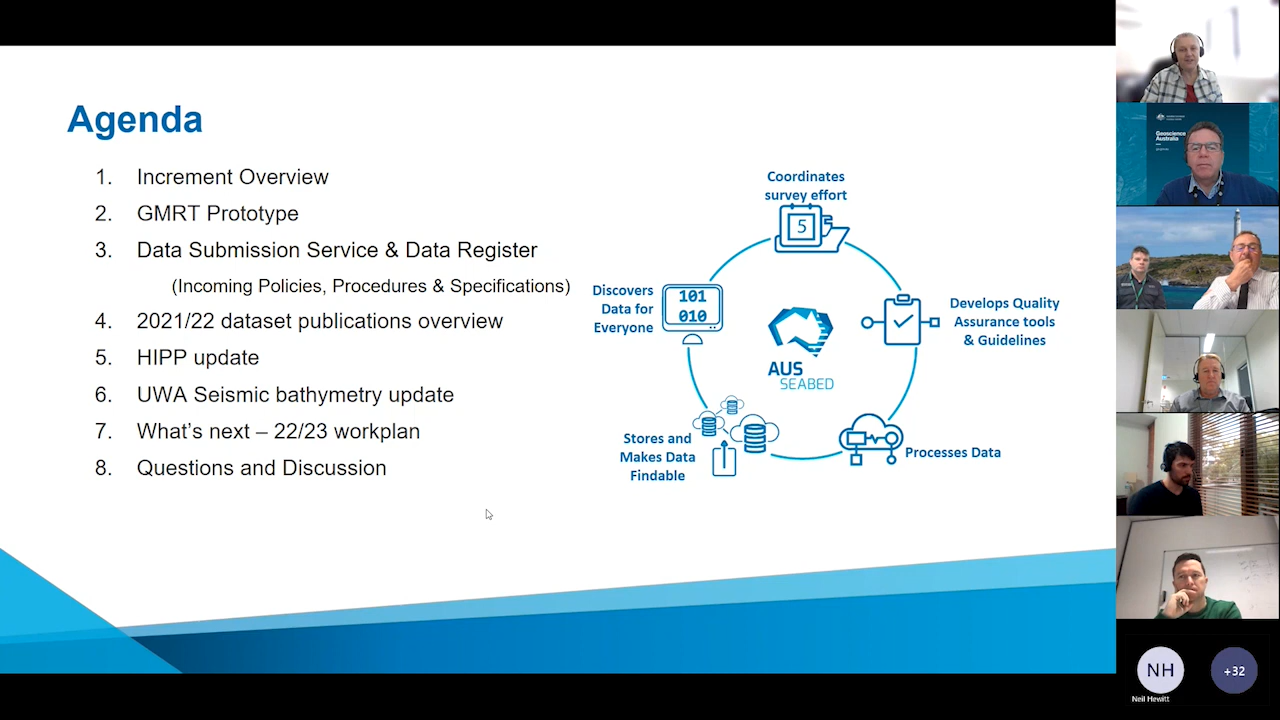 Agenda
1. Increment Overview
2. GMRT Prototype
3. Data Submission Service & Data Register
(Incoming Policies, Procedures & Specifications)
4. 2021/22 dataset publications overview
5. HIPP update
6. UWA Seismic bathymetry update
7. What's next – 22/23 workplan
8. Questions and Discussion
Coordinates
survey effort
5
Develops Quality
Assurance tools
& Guidelines
Processes Data
Stores and
Makes Data
Findable
Discovers
Data for
Everyone
101
010
AUS
SEABED
Geoscience
Australia
NH
Neil Hewitt
+32